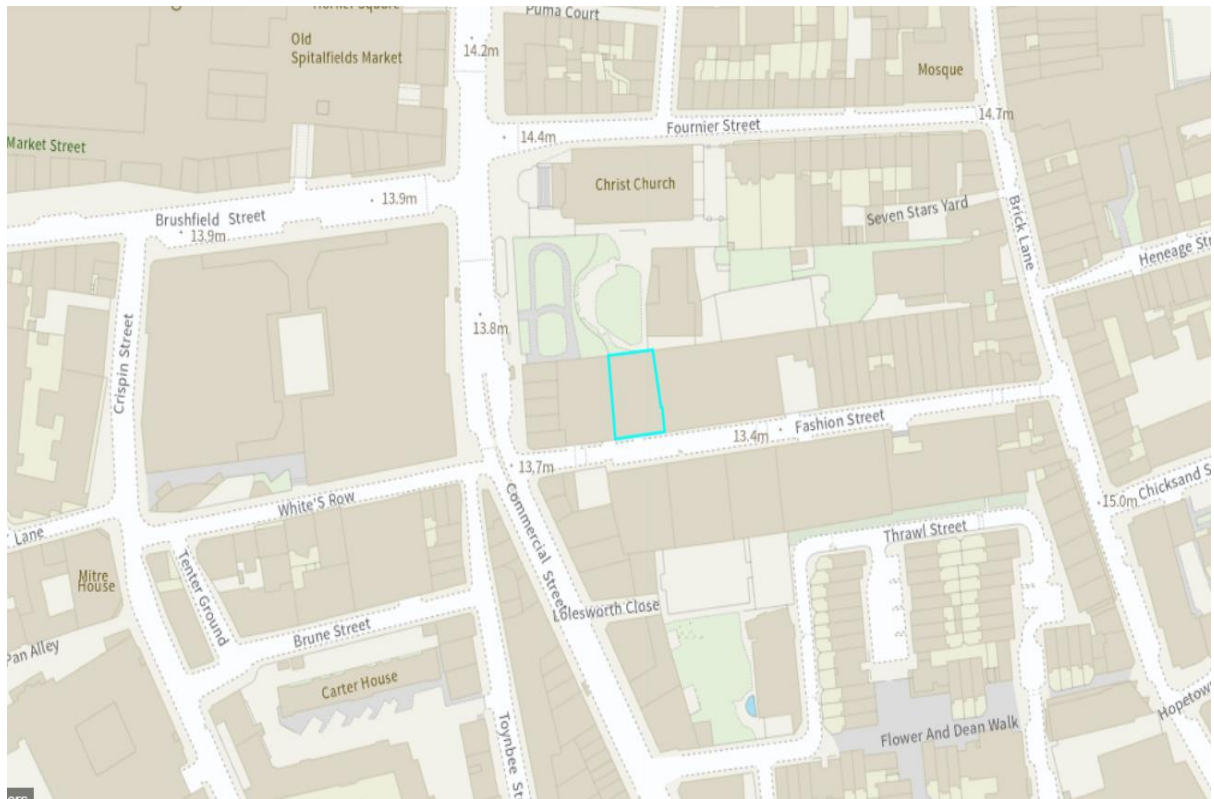 Puma Court
Old
Spitalfields Market
14.2m
Mosque
Fournier Street
14.4m
14.7m
Market Street
Christ Church
Brushfield Street
13.9m
13.9m
Seven Stars Yard
Brick Lane
Heneage St
Crispin Street
13.8m
Fashion Street
13.4m
13.7m
White'S Row
Commercial Street
Chicksand S
15.0m
Lane
Thrawl Street
Tenter Ground
Mitre
House
Lolesworth Close
Brune Street
Pan Alley
Carter House
Toynbee St
Flower And Dean Walk
Hopetown